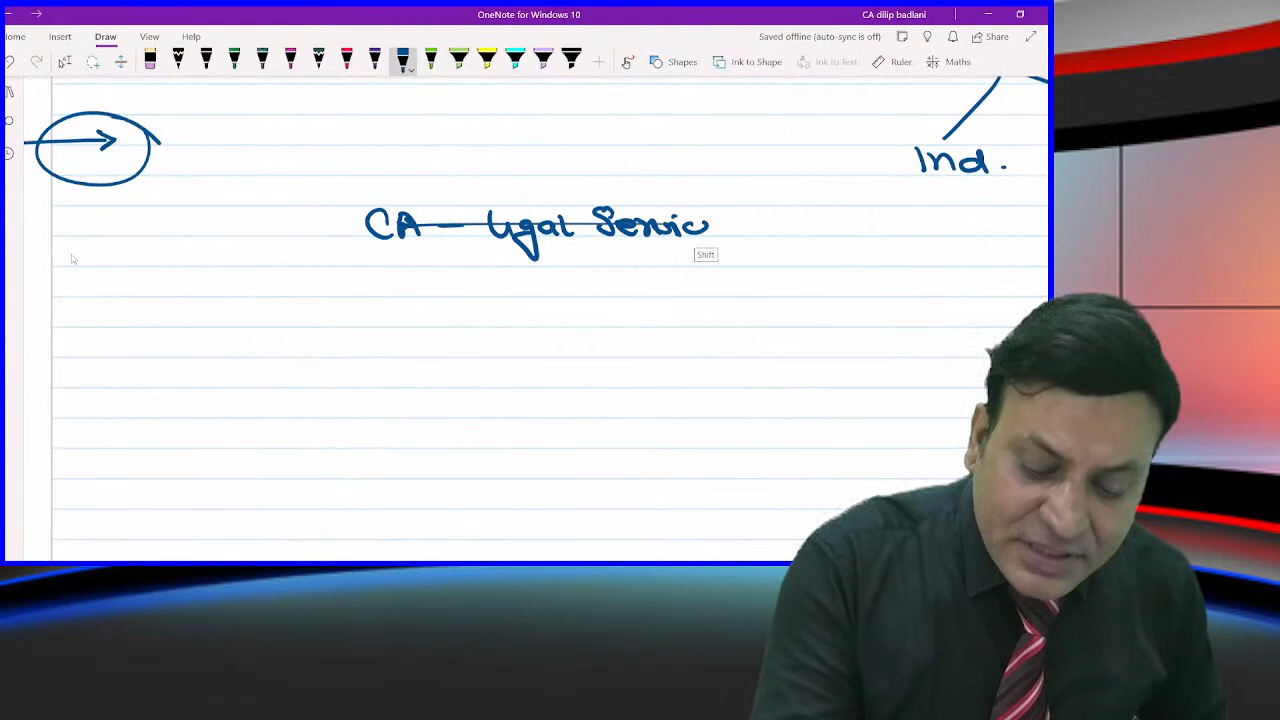 OneNote for Windows 10
CA dilip badlani
Home Insert Draw View Help
Saved offline (auto-sync is off)
Share
Shapes
Ink to Shape
Ink to Text
Ruler
Maths
Ind.
CA - Legal Servic
Shift